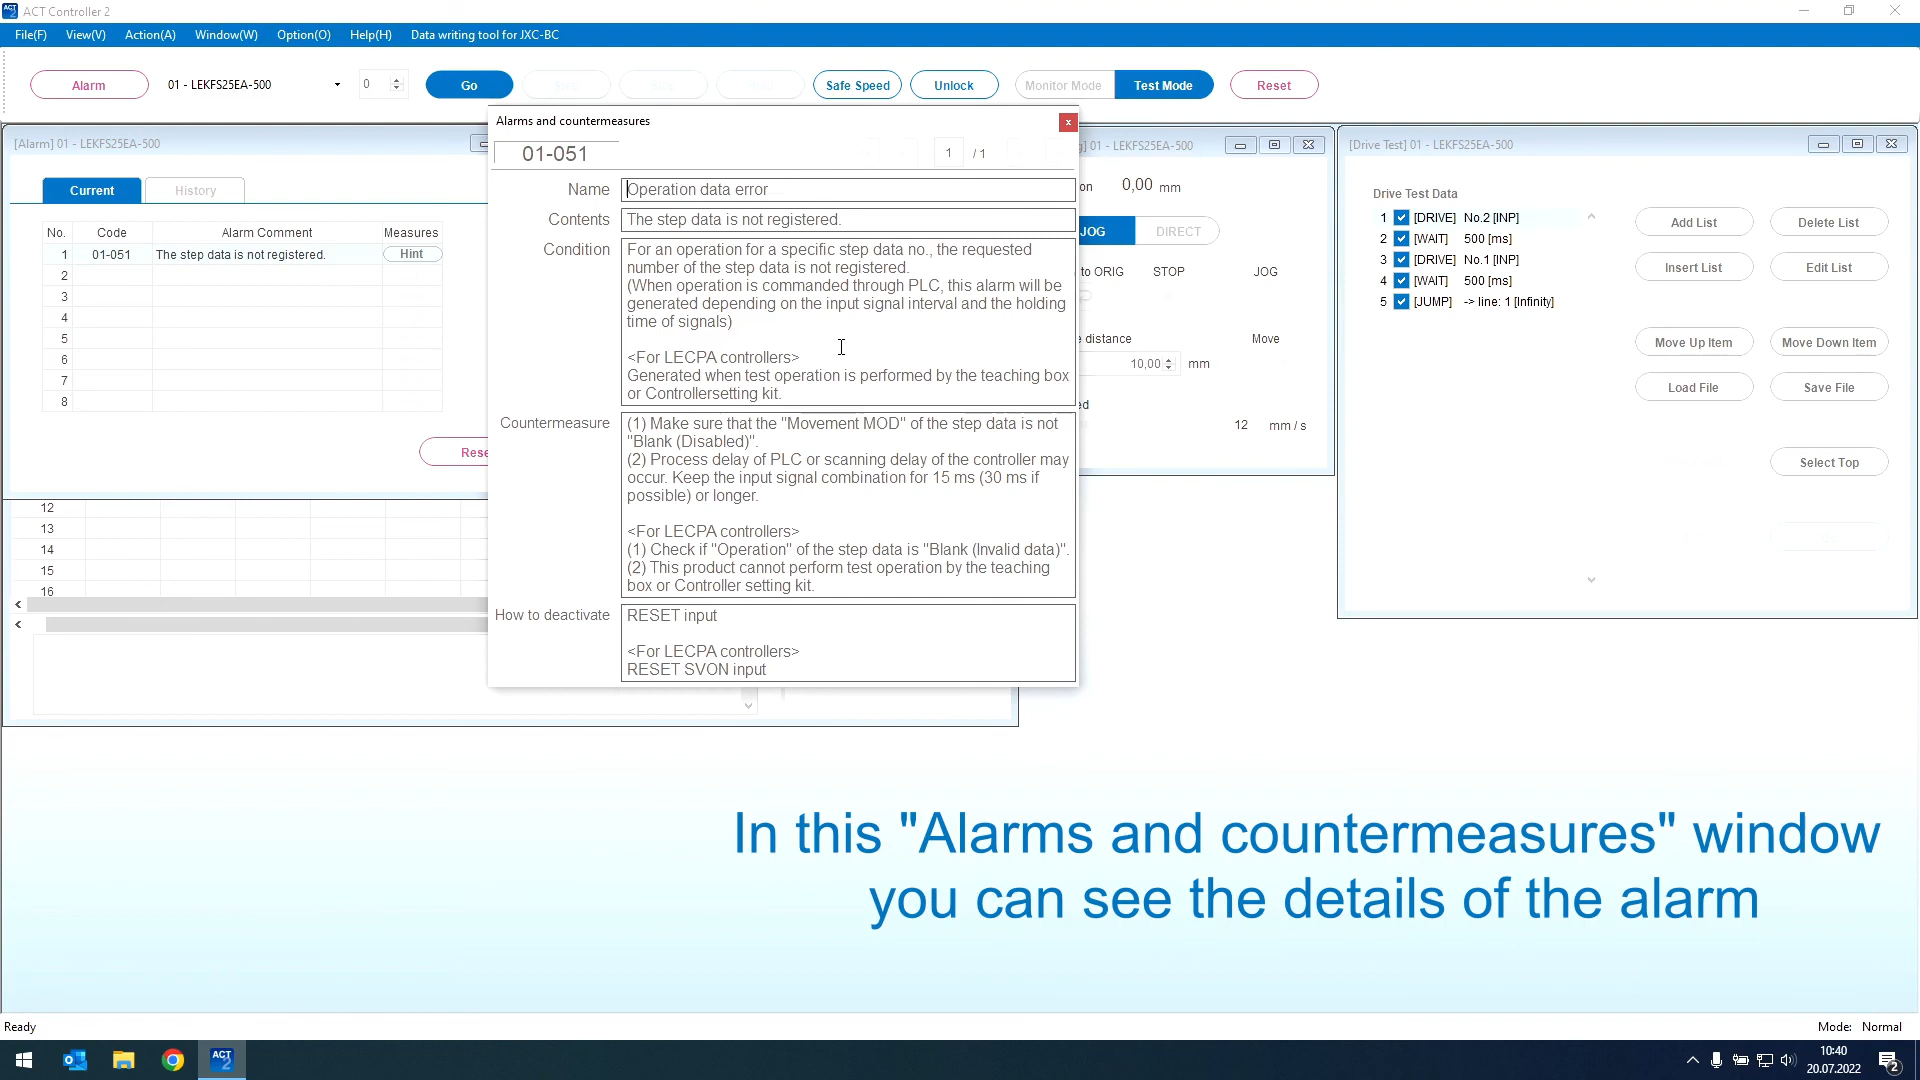 ACT Controller 2
File(F) View(V) Action(A) Window(W) Option(O) Help(H) Data writing tool for JXC-BC
Alarm 01 - LEKFS25EA-500 0 Go Safe Speed Unlock Monitor Mode Test Mode Reset
[Alarm] 01 - LEKFS25EA-500
Current History
No. Code Alarm Comment Measures
1 01-051 The step data is not registered. Hint
2
3
4
5
6
7
8
Rese
12
13
14
15
16
Alarms and countermeasures
01-051 1 / 1
Name Operation data error
Contents The step data is not registered.
Condition For an operation for a specific step data no., the requested
number of the step data is not registered.
(When operation is commanded through PLC, this alarm will be
generated depending on the input signal interval and the holding
time of signals)
<For LECPA controllers>
Generated when test operation is performed by the teaching box
or Controllersetting kit.
Countermeasure (1) Make sure that the "Movement MOD" of the step data is not
"Blank (Disabled)".
(2) Process delay of PLC or scanning delay of the controller may
occur. Keep the input signal combination for 15 ms (30 ms if
possible) or longer.
<For LECPA controllers>
(1) Check if "Operation" of the step data is "Blank (Invalid data)".
(2) This product cannot perform test operation by the teaching
box or Controller setting kit.
How to deactivate RESET input
<For LECPA controllers>
RESET SVON input
g] 01 - LEKFS25EA-500
on 0,00 mm
JOG DIRECT
to ORIG STOP JOG
e distance Move
10,00 mm
ed
12 mm / s
[Drive Test] 01 - LEKFS25EA-500
Drive Test Data
1 [DRIVE] No.2 [INP]
2 [WAIT] 500 [ms]
3 [DRIVE] No.1 [INP]
4 [WAIT] 500 [ms]
5 [JUMP] -> line: 1 [Infinity]
Add List Delete List
Insert List Edit List
Move Up Item Move Down Item
Load File Save File
Select Top
In this "Alarms and countermeasures" window
you can see the details of the alarm
Ready Mode: Normal
ACT 2
10:40
20.07.2022
2